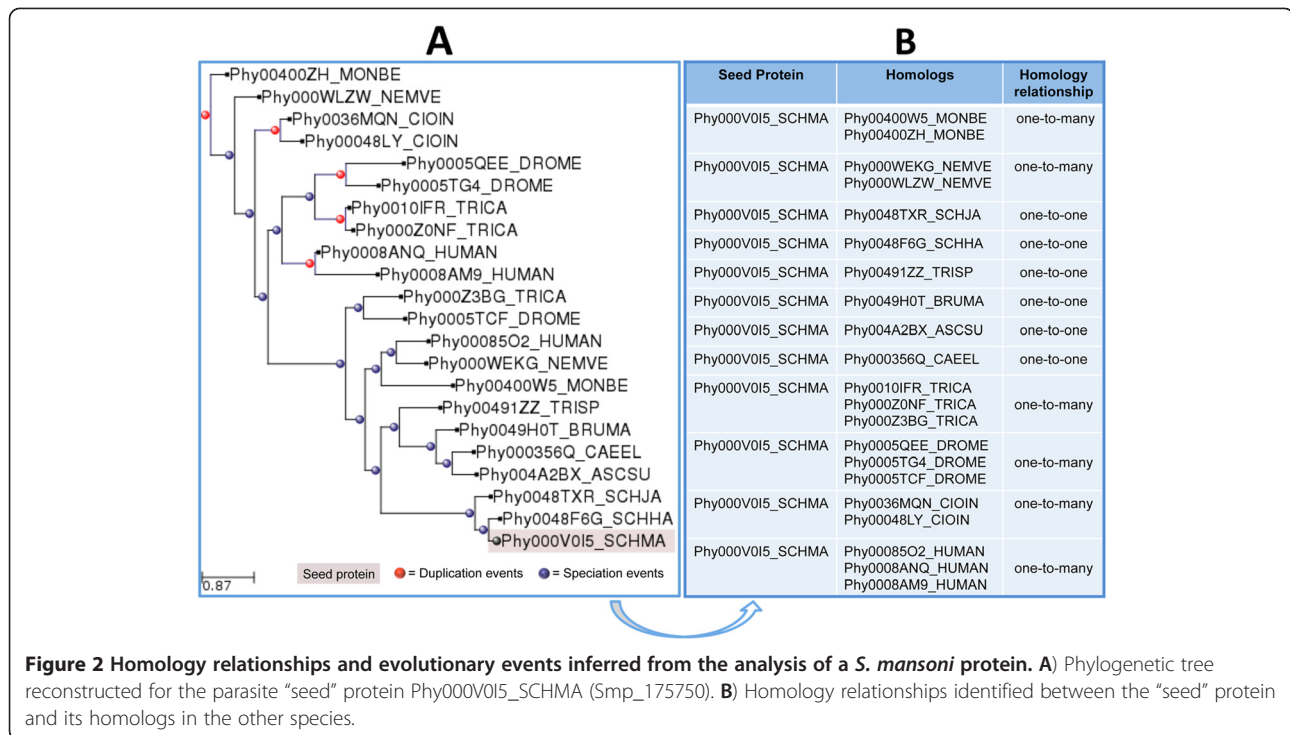 A
B
Phy00400ZH_MONBE
Phy000WLZW_NEMVE
Phy0036MQN_CIOIN
Phy00048LY_CIOIN
Phy0005QEE_DROME
Phy0005TG4_DROME
Phy0010IFR_TRICA
Phy000Z0NF_TRICA
Phy0008ANQ_HUMAN
Phy0008AM9_HUMAN
Phy000Z3BG_TRICA
Phy0005TCF_DROME
Phy00085O2_HUMAN
Phy000WEKG_NEMVE
Phy00400W5_MONBE
Phy00491ZZ_TRISP
Phy0049H0T_BRUMA
Phy000356Q_CAEEL
Phy004A2BX_ASCSU
Phy0048TXR_SCHJA
Phy0048F6G_SCHHA
Phy000V0I5_SCHMA
0.87
Seed protein
= Duplication events
= Speciation events
Seed Protein Homologs Homology relationship
Phy000V0I5_SCHMA Phy00400W5_MONBE one-to-many
Phy00400ZH_MONBE
Phy000V0I5_SCHMA Phy000WEKG_NEMVE one-to-many
Phy000WLZW_NEMVE
Phy000V0I5_SCHMA Phy0048TXR_SCHJA one-to-one
Phy000V0I5_SCHMA Phy0048F6G_SCHHA one-to-one
Phy000V0I5_SCHMA Phy00491ZZ_TRISP one-to-one
Phy000V0I5_SCHMA Phy0049H0T_BRUMA one-to-one
Phy000V0I5_SCHMA Phy004A2BX_ASCSU one-to-one
Phy000V0I5_SCHMA Phy000356Q_CAEEL one-to-one
Phy000V0I5_SCHMA Phy0010IFR_TRICA
Phy000Z0NF_TRICA one-to-many
Phy000Z3BG_TRICA
Phy000V0I5_SCHMA Phy0005QEE_DROME
Phy0005TG4_DROME one-to-many
Phy0005TCF_DROME
Phy000V0I5_SCHMA Phy0036MQN_CIOIN one-to-many
Phy00048LY_CIOIN
Phy000V0I5_SCHMA Phy00085O2_HUMAN
Phy0008ANQ_HUMAN one-to-many
Phy0008AM9_HUMAN
Figure 2 Homology relationships and evolutionary events inferred from the analysis of a S. mansoni protein. A) Phylogenetic tree
reconstructed for the parasite “seed” protein Phy000V0I5_SCHMA (Smp_175750). B) Homology relationships identified between the “seed” protein
and its homologs in the other species.